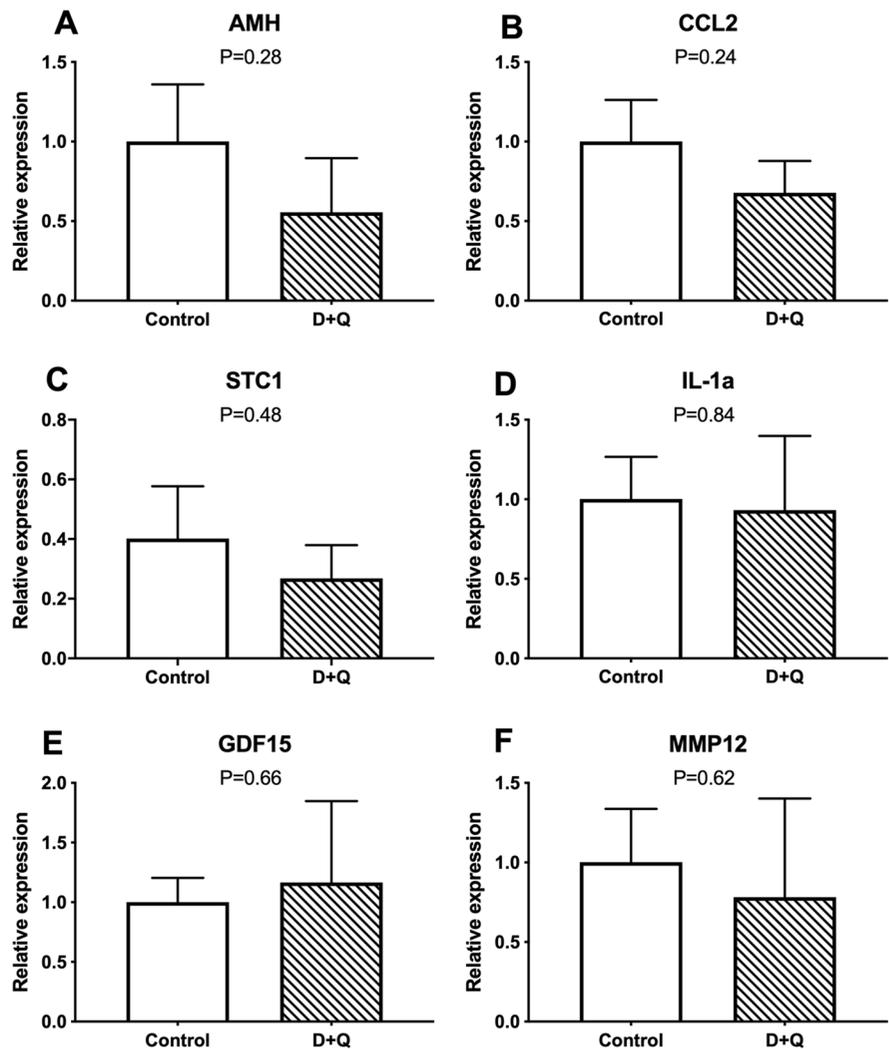 A
AMH
P=0.28
Relative expression
1.5
1.0
0.5
0.0
Control
D+Q
B
CCL2
P=0.24
Relative expression
1.5
1.0
0.5
0.0
Control
D+Q
C
STC1
P=0.48
Relative expression
0.8
0.6
0.4
0.2
0.0
Control
D+Q
D
IL-1a
P=0.84
Relative expression
1.5
1.0
0.5
0.0
Control
D+Q
E
GDF15
P=0.66
Relative expression
2.0
1.5
1.0
0.5
0.0
Control
D+Q
F
MMP12
P=0.62
Relative expression
1.5
1.0
0.5
0.0
Control
D+Q